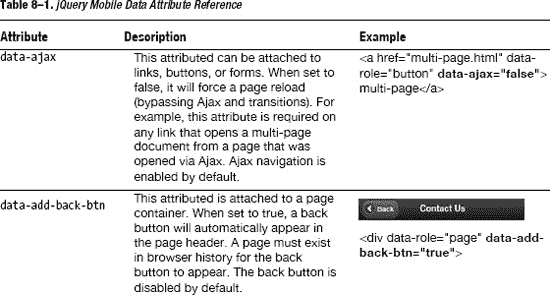 Table 8–1. jQuery Mobile Data Attribute Reference
Attribute Description Example
data-ajax
This attributed can be attached to
links, buttons, or forms. When set to
false, it will force a page reload
(bypassing Ajax and transitions). For
example, this attribute is required on
any link that opens a multi-page
document from a page that was
opened via Ajax. Ajax navigation is
enabled by default.
<a href="multi-page.html" data-
role="button" data-ajax="false">
multi-page</a>
data-add-back-btn
This attributed is attached to a page
container. When set to true, a back
button will automatically appear in
the page header. A page must exist
in browser history for the back
button to appear. The back button is
disabled by default.
Back Contact Us
<div data-role="page" data-add-
back-btn="true">